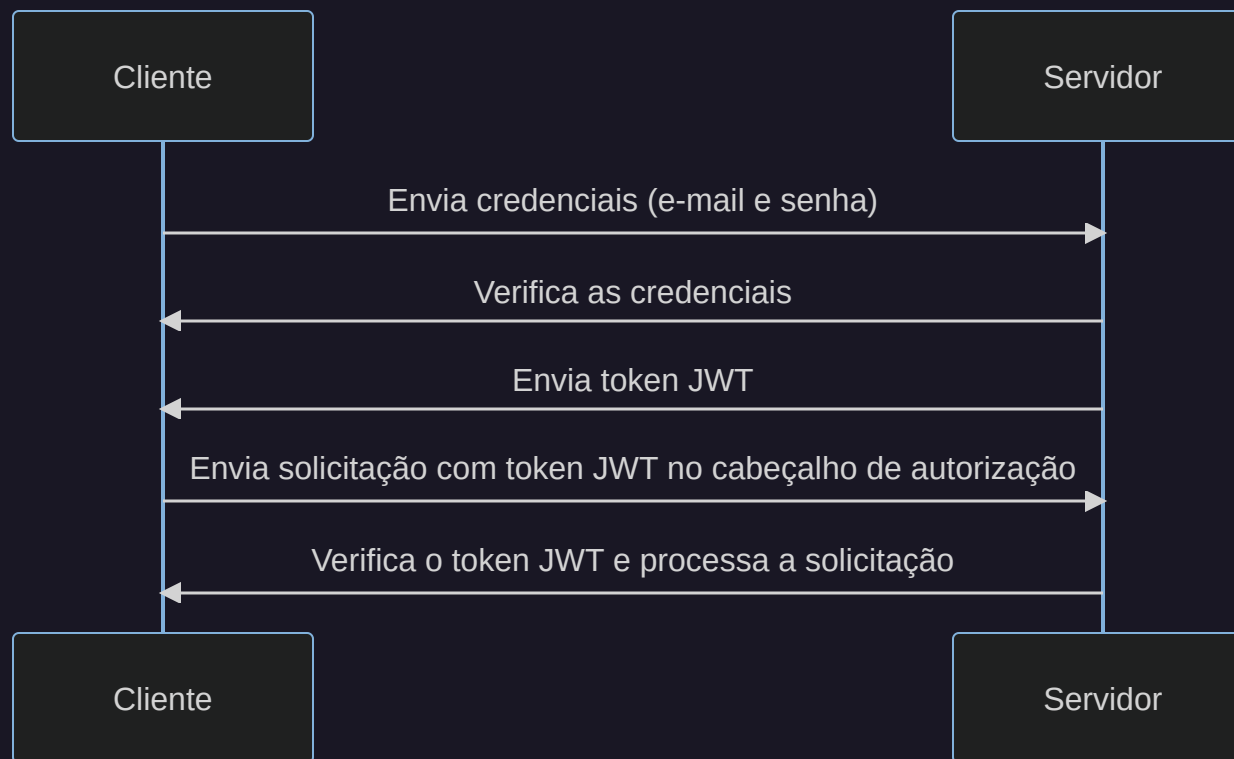 Cliente
Servidor
Envia credenciais (e-mail e senha)
Verifica as credenciais
Envia token JWT
Envia solicitação com token JWT no cabeçalho de autorização
Verifica o token JWT e processa a solicitação
Cliente
Servidor